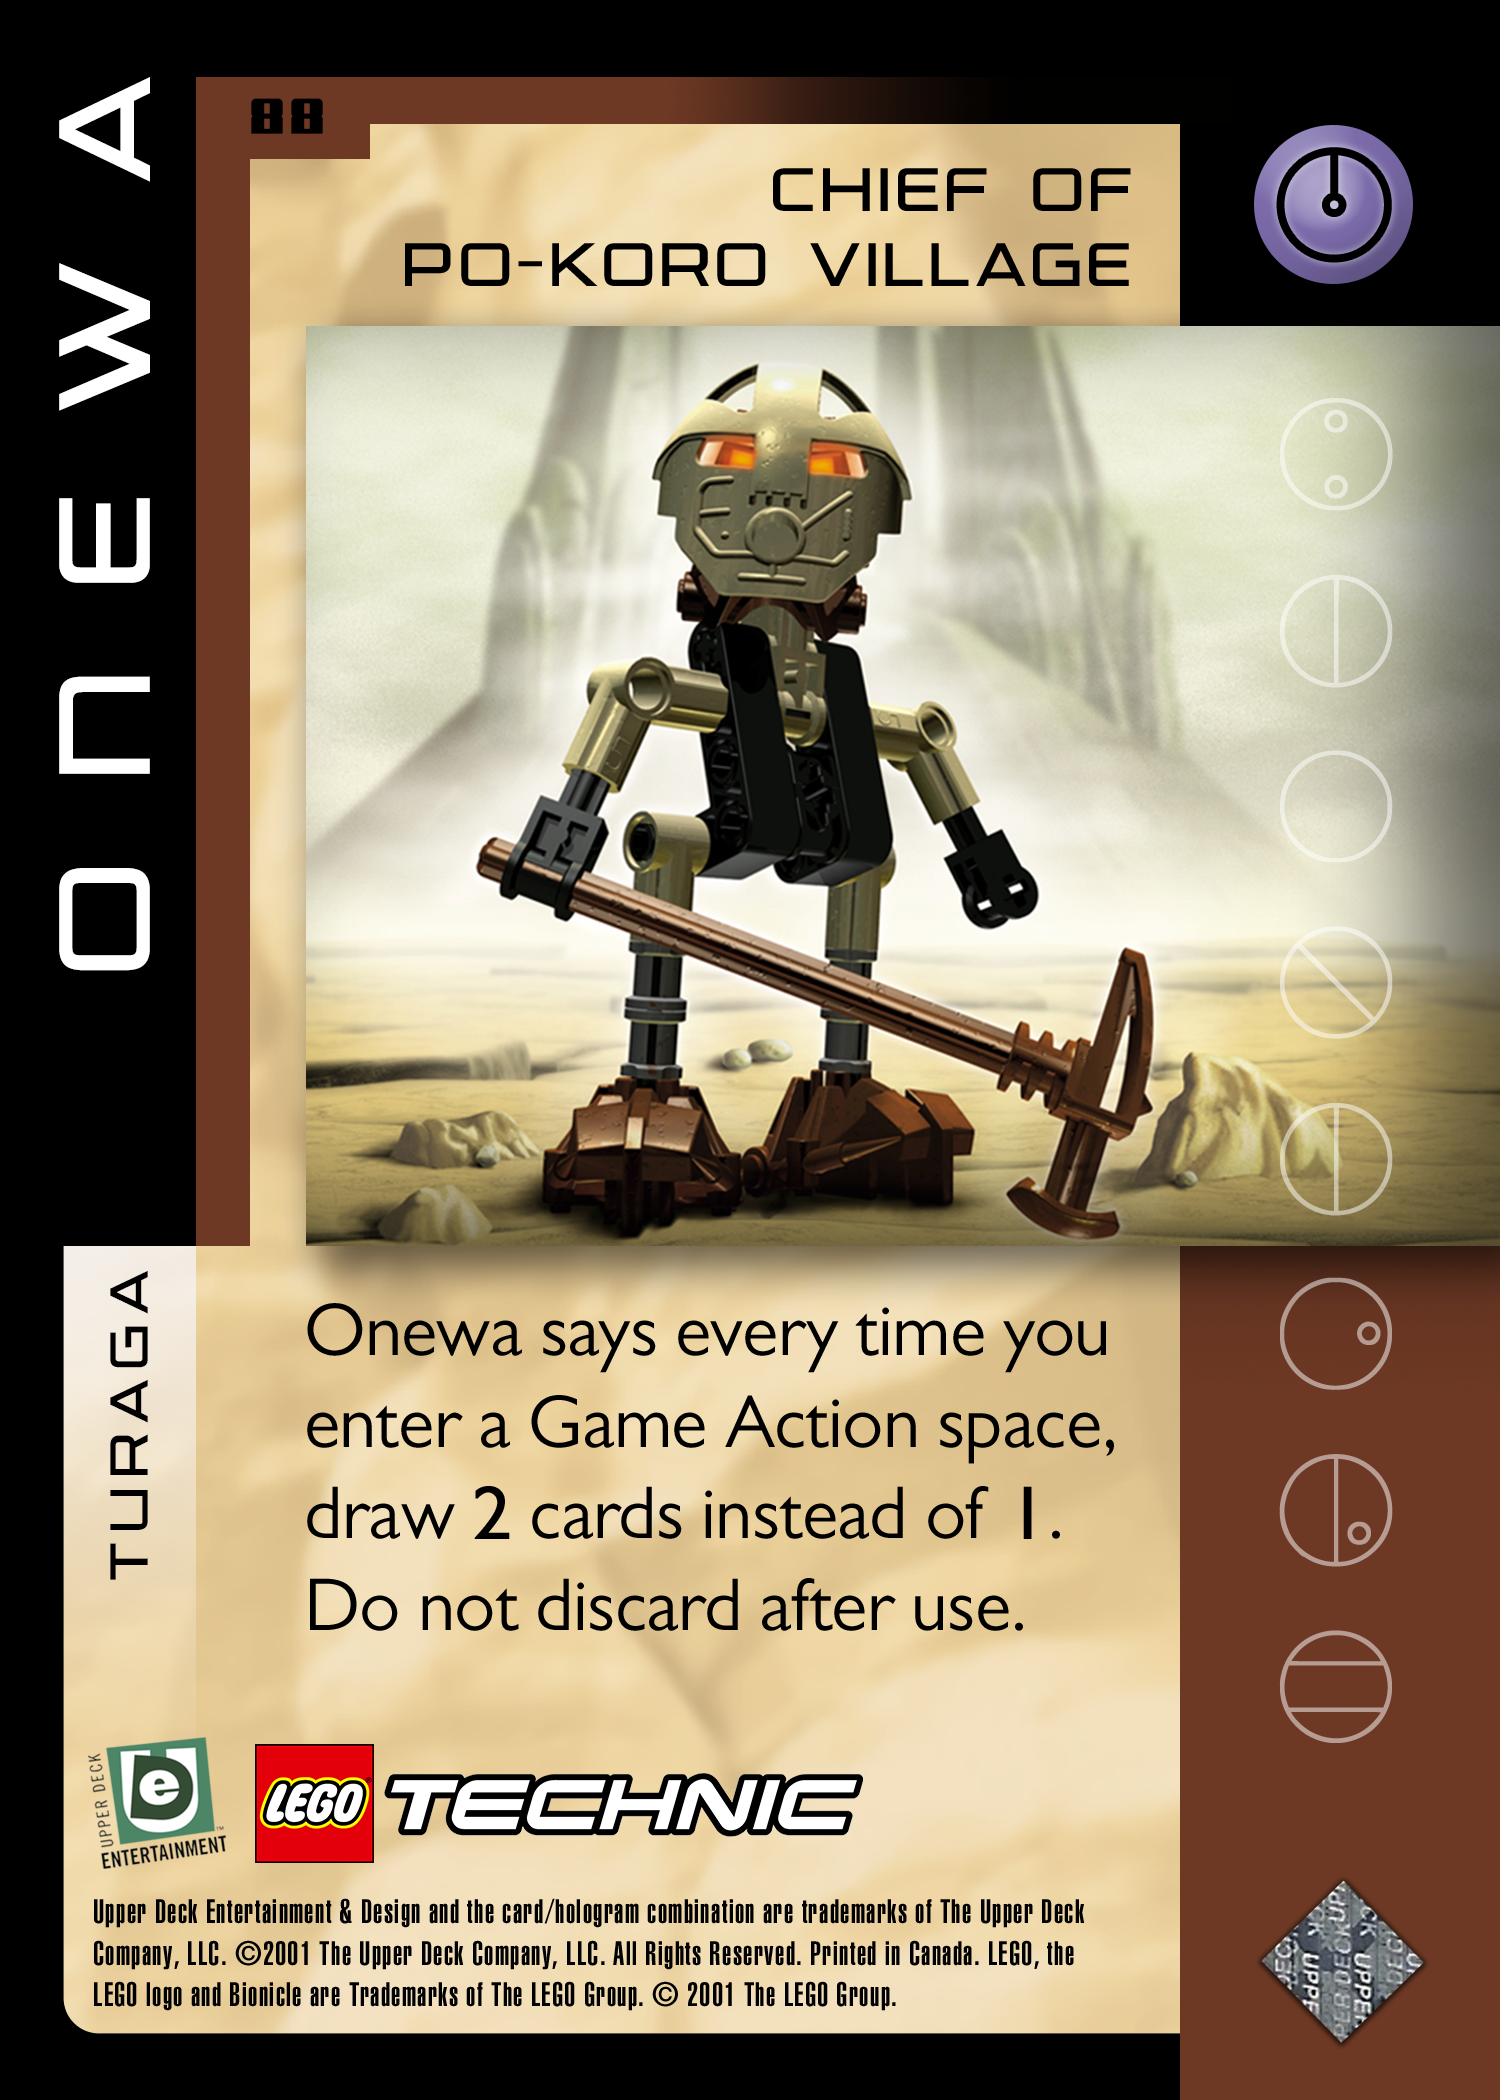 88
ONEWA
CHIEF OF
PO-KORO VILLAGE
TURAGA
Onewa says every time you
enter a Game Action space,
draw 2 cards instead of 1.
Do not discard after use.
UPPER DECK
ENTERTAINMENT™
LEGO TECHNIC
Upper Deck Entertainment & Design and the card/hologram combination are trademarks of The Upper Deck
Company, LLC. ©2001 The Upper Deck Company, LLC. All Rights Reserved. Printed in Canada. LEGO, the
LEGO logo and Bionicle are Trademarks of The LEGO Group. © 2001 The LEGO Group.